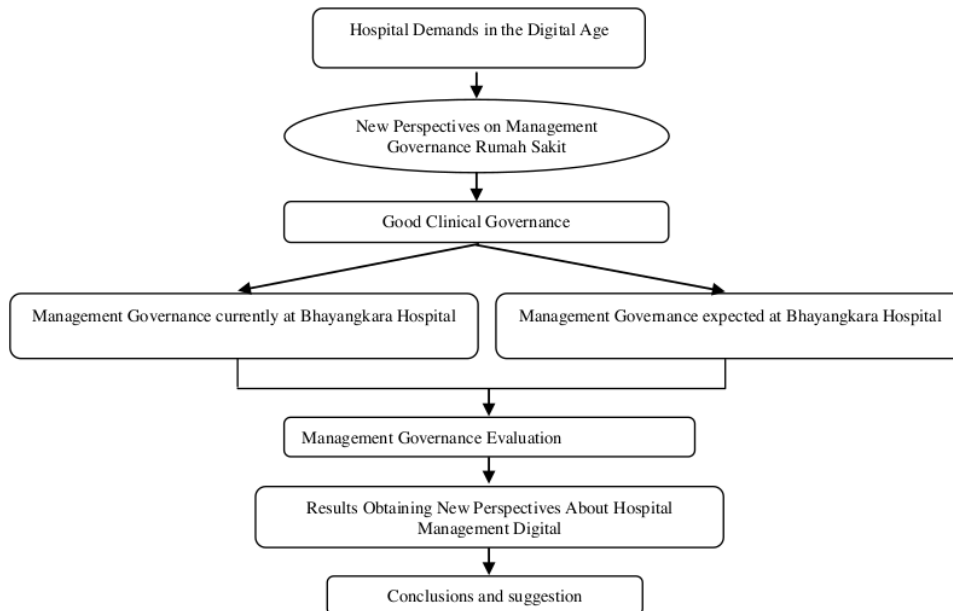 Hospital Demands in the Digital Age
New Perspectives on Management
Governance Rumah Sakit
Good Clinical Governance
Management Governance currently at Bhayangkara Hospital
Management Governance expected at Bhayangkara Hospital
Management Governance Evaluation
Results Obtaining New Perspectives About Hospital
Management Digital
Conclusions and suggestion